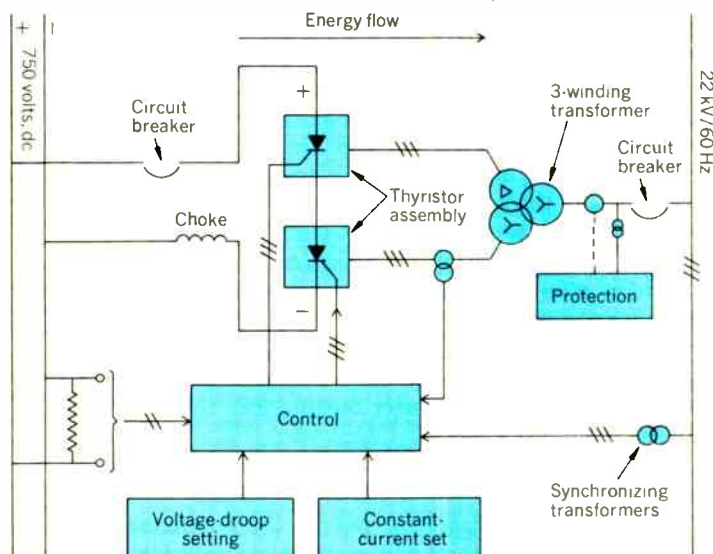 Energy flow
+ 750 volts, dc −
Circuit
breaker
+
3-winding
transformer
22 kV/60 Hz
Circuit
breaker
Thyristor
assembly
Choke
−
Protection
Control
Synchronizing
transformers
Voltage-droop
setting
Constant-
current set